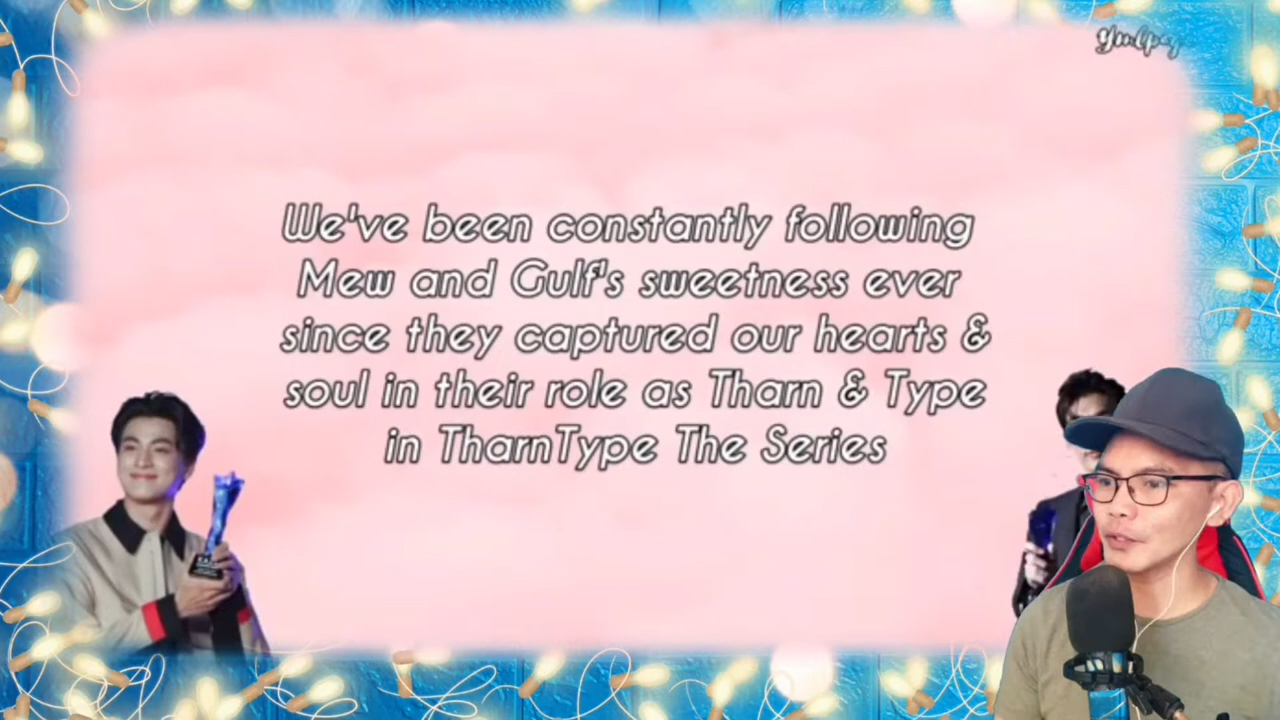 We've been constantly following
Mew and Gulf's sweetness ever
since they captured our hearts &
soul in their role as Tharn & Type
in TharnType The Series